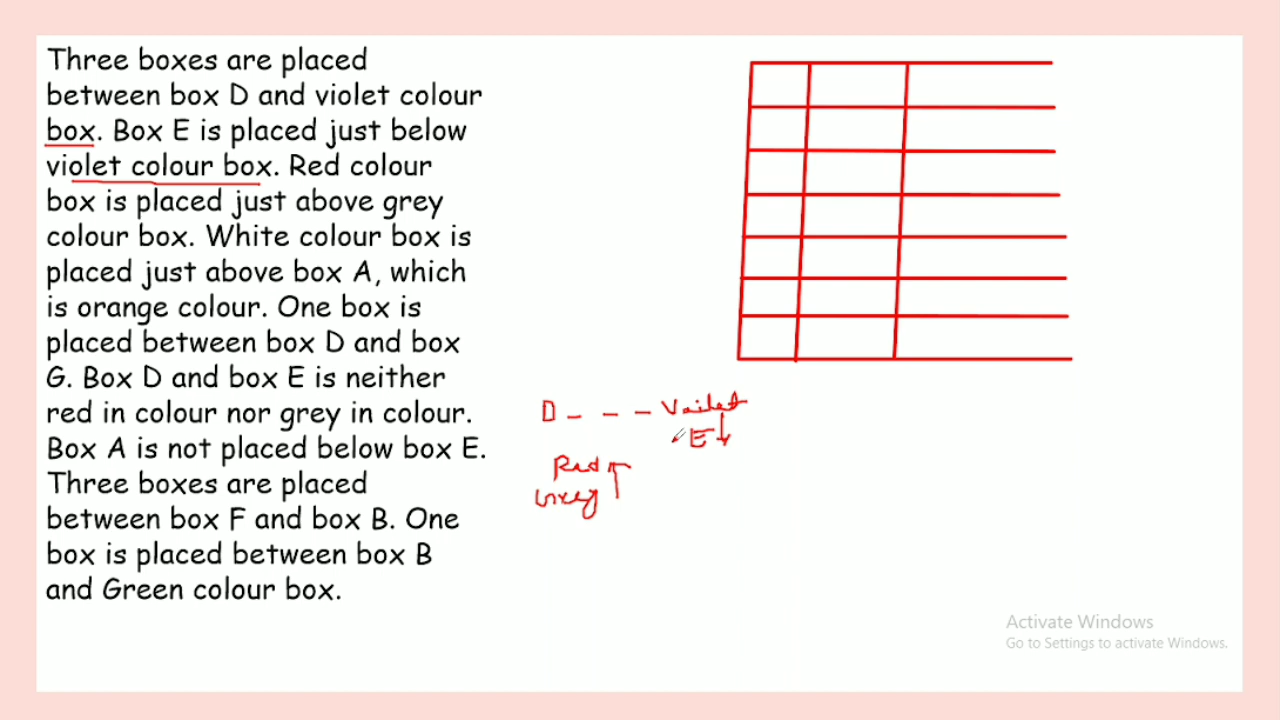 Three boxes are placed
between box D and violet colour
box. Box E is placed just below
violet colour box. Red colour
box is placed just above grey
colour box. White colour box is
placed just above box A, which
is orange colour. One box is
placed between box D and box
G. Box D and box E is neither
red in colour nor grey in colour.
Box A is not placed below box E.
Three boxes are placed
between box F and box B. One
box is placed between box B
and Green colour box.
D _ _ _ Voilet
E
Red
Grey
Activate Windows
Go to Settings to activate Windows.